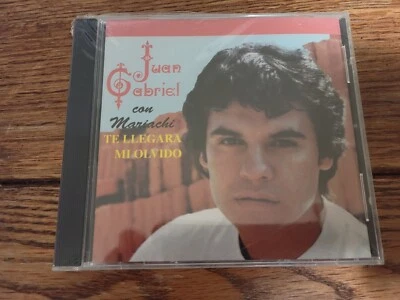 Juan
Gabriel
con
Mariachi
TE LLEGARA
MI OLVIDO